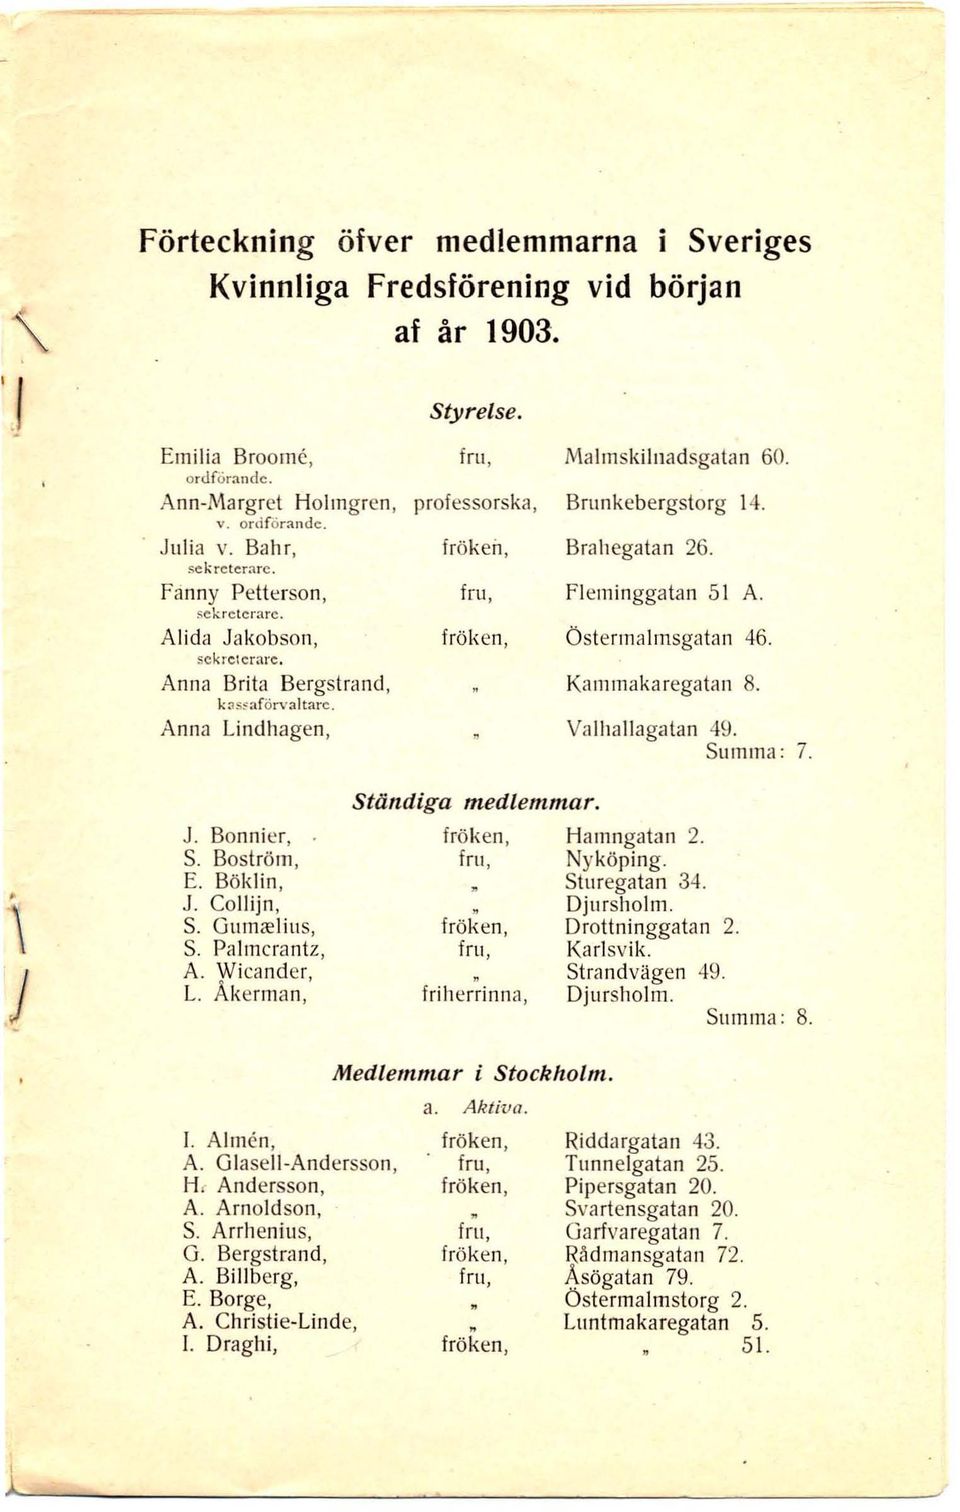 Förteckning öfver medlemmarna i Sveriges
Kvinnliga Fredsförening vid början
af år 1903.
Styrelse.
Emilia Broomé, fru, Malmskilnadsgatan 60.
ordförande.
Ann-Margret Holmgren, professorska, Brunkebergstorg 14.
v. ordförande.
Julia v. Bahr, fröken, Brahegatan 26.
sekreterare.
Fanny Petterson, fru, Fleminggatan 51 A.
sekreterare.
Alida Jakobson, fröken, Östermalmsgatan 46.
sekreterare.
Anna Brita Bergstrand, „ Kammakaregatan 8.
kassaförvaltare.
Anna Lindhagen, „ Valhallagatan 49.
Summa: 7.
Ständiga medlemmar.
J. Bonnier, fröken, Hamngatan 2.
S. Boström, fru, Nyköping.
E. Böklin, „ Sturegatan 34.
J. Collijn, „ Djursholm.
S. Gumælius, fröken, Drottninggatan 2.
S. Palmcrantz, fru, Karlsvik.
A. Wicander, „ Strandvägen 49.
L. Åkerman, friherrinna, Djursholm.
Summa: 8.
Medlemmar i Stockholm.
a. Aktiva.
I. Almén, fröken, Riddargatan 43.
A. Glasell-Andersson, fru, Tunnelgatan 25.
H. Andersson, fröken, Pipersgatan 20.
A. Arnoldson, „ Svartensgatan 20.
S. Arrhenius, fru, Garfvaregatan 7.
G. Bergstrand, fröken, Rådmansgatan 72.
A. Billberg, fru, Åsögatan 79.
E. Borge, „ Östermalmstorg 2.
A. Christie-Linde, „ Luntmakaregatan 5.
I. Draghi, fröken, „ 51.